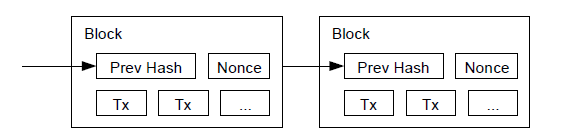 Block
Prev Hash Nonce
Tx Tx ...
Block
Prev Hash Nonce
Tx Tx ...